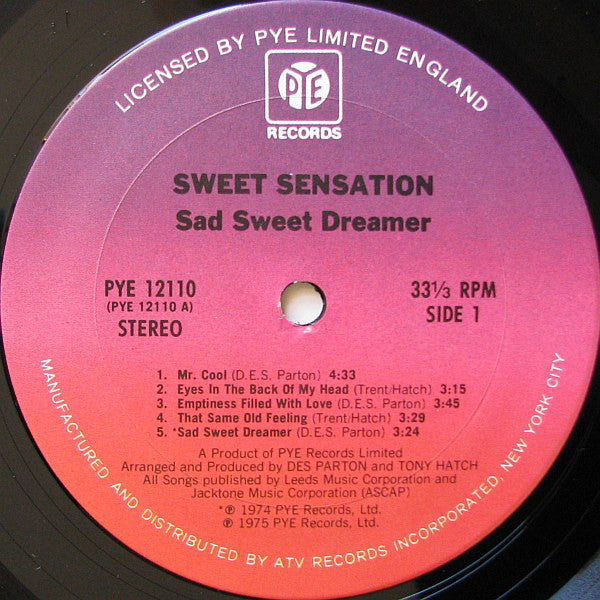 LICENSED BY PYE LIMITED ENGLAND
PYE
RECORDS
SWEET SENSATION
Sad Sweet Dreamer
PYE 12110
(PYE 12110 A)
STEREO
33⅓ RPM
SIDE 1
1. Mr. Cool (D.E.S. Parton) 4:33
2. Eyes In The Back Of My Head (Trent/Hatch) 3:15
3. Emptiness Filled With Love (D.E.S. Parton) 3:45
4. That Same Old Feeling (Trent/Hatch) 3:29
5. *Sad Sweet Dreamer (D.E.S. Parton) 3:24
A Product of PYE Records Limited
Arranged and Produced by DES PARTON and TONY HATCH
All Songs published by Leeds Music Corporation and
Jacktone Music Corporation (ASCAP)
*℗ 1974 PYE Records, Ltd.
℗ 1975 PYE Records, Ltd.
MANUFACTURED AND DISTRIBUTED BY ATV RECORDS INCORPORATED, NEW YORK CITY